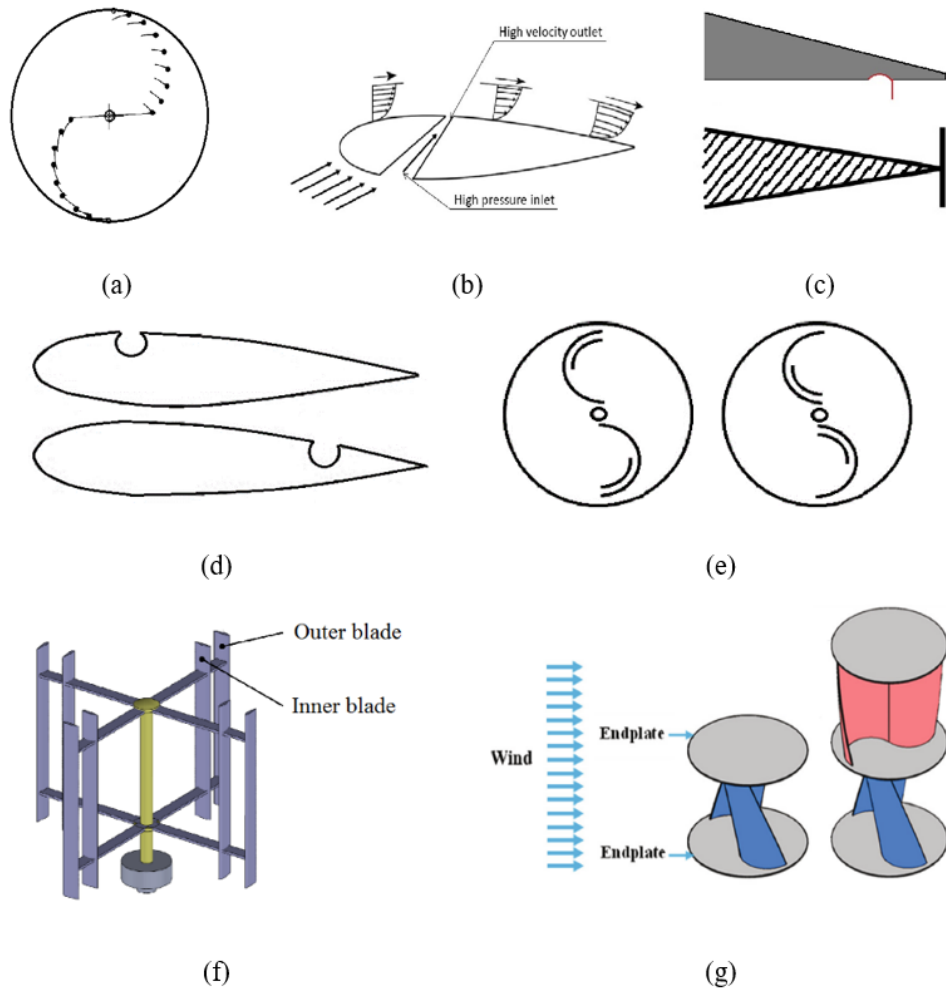 High velocity outlet
High pressure inlet
(a)
(b)
(c)
(d)
(e)
Outer blade
Inner blade
Wind
Endplate
Endplate
(f)
(g)